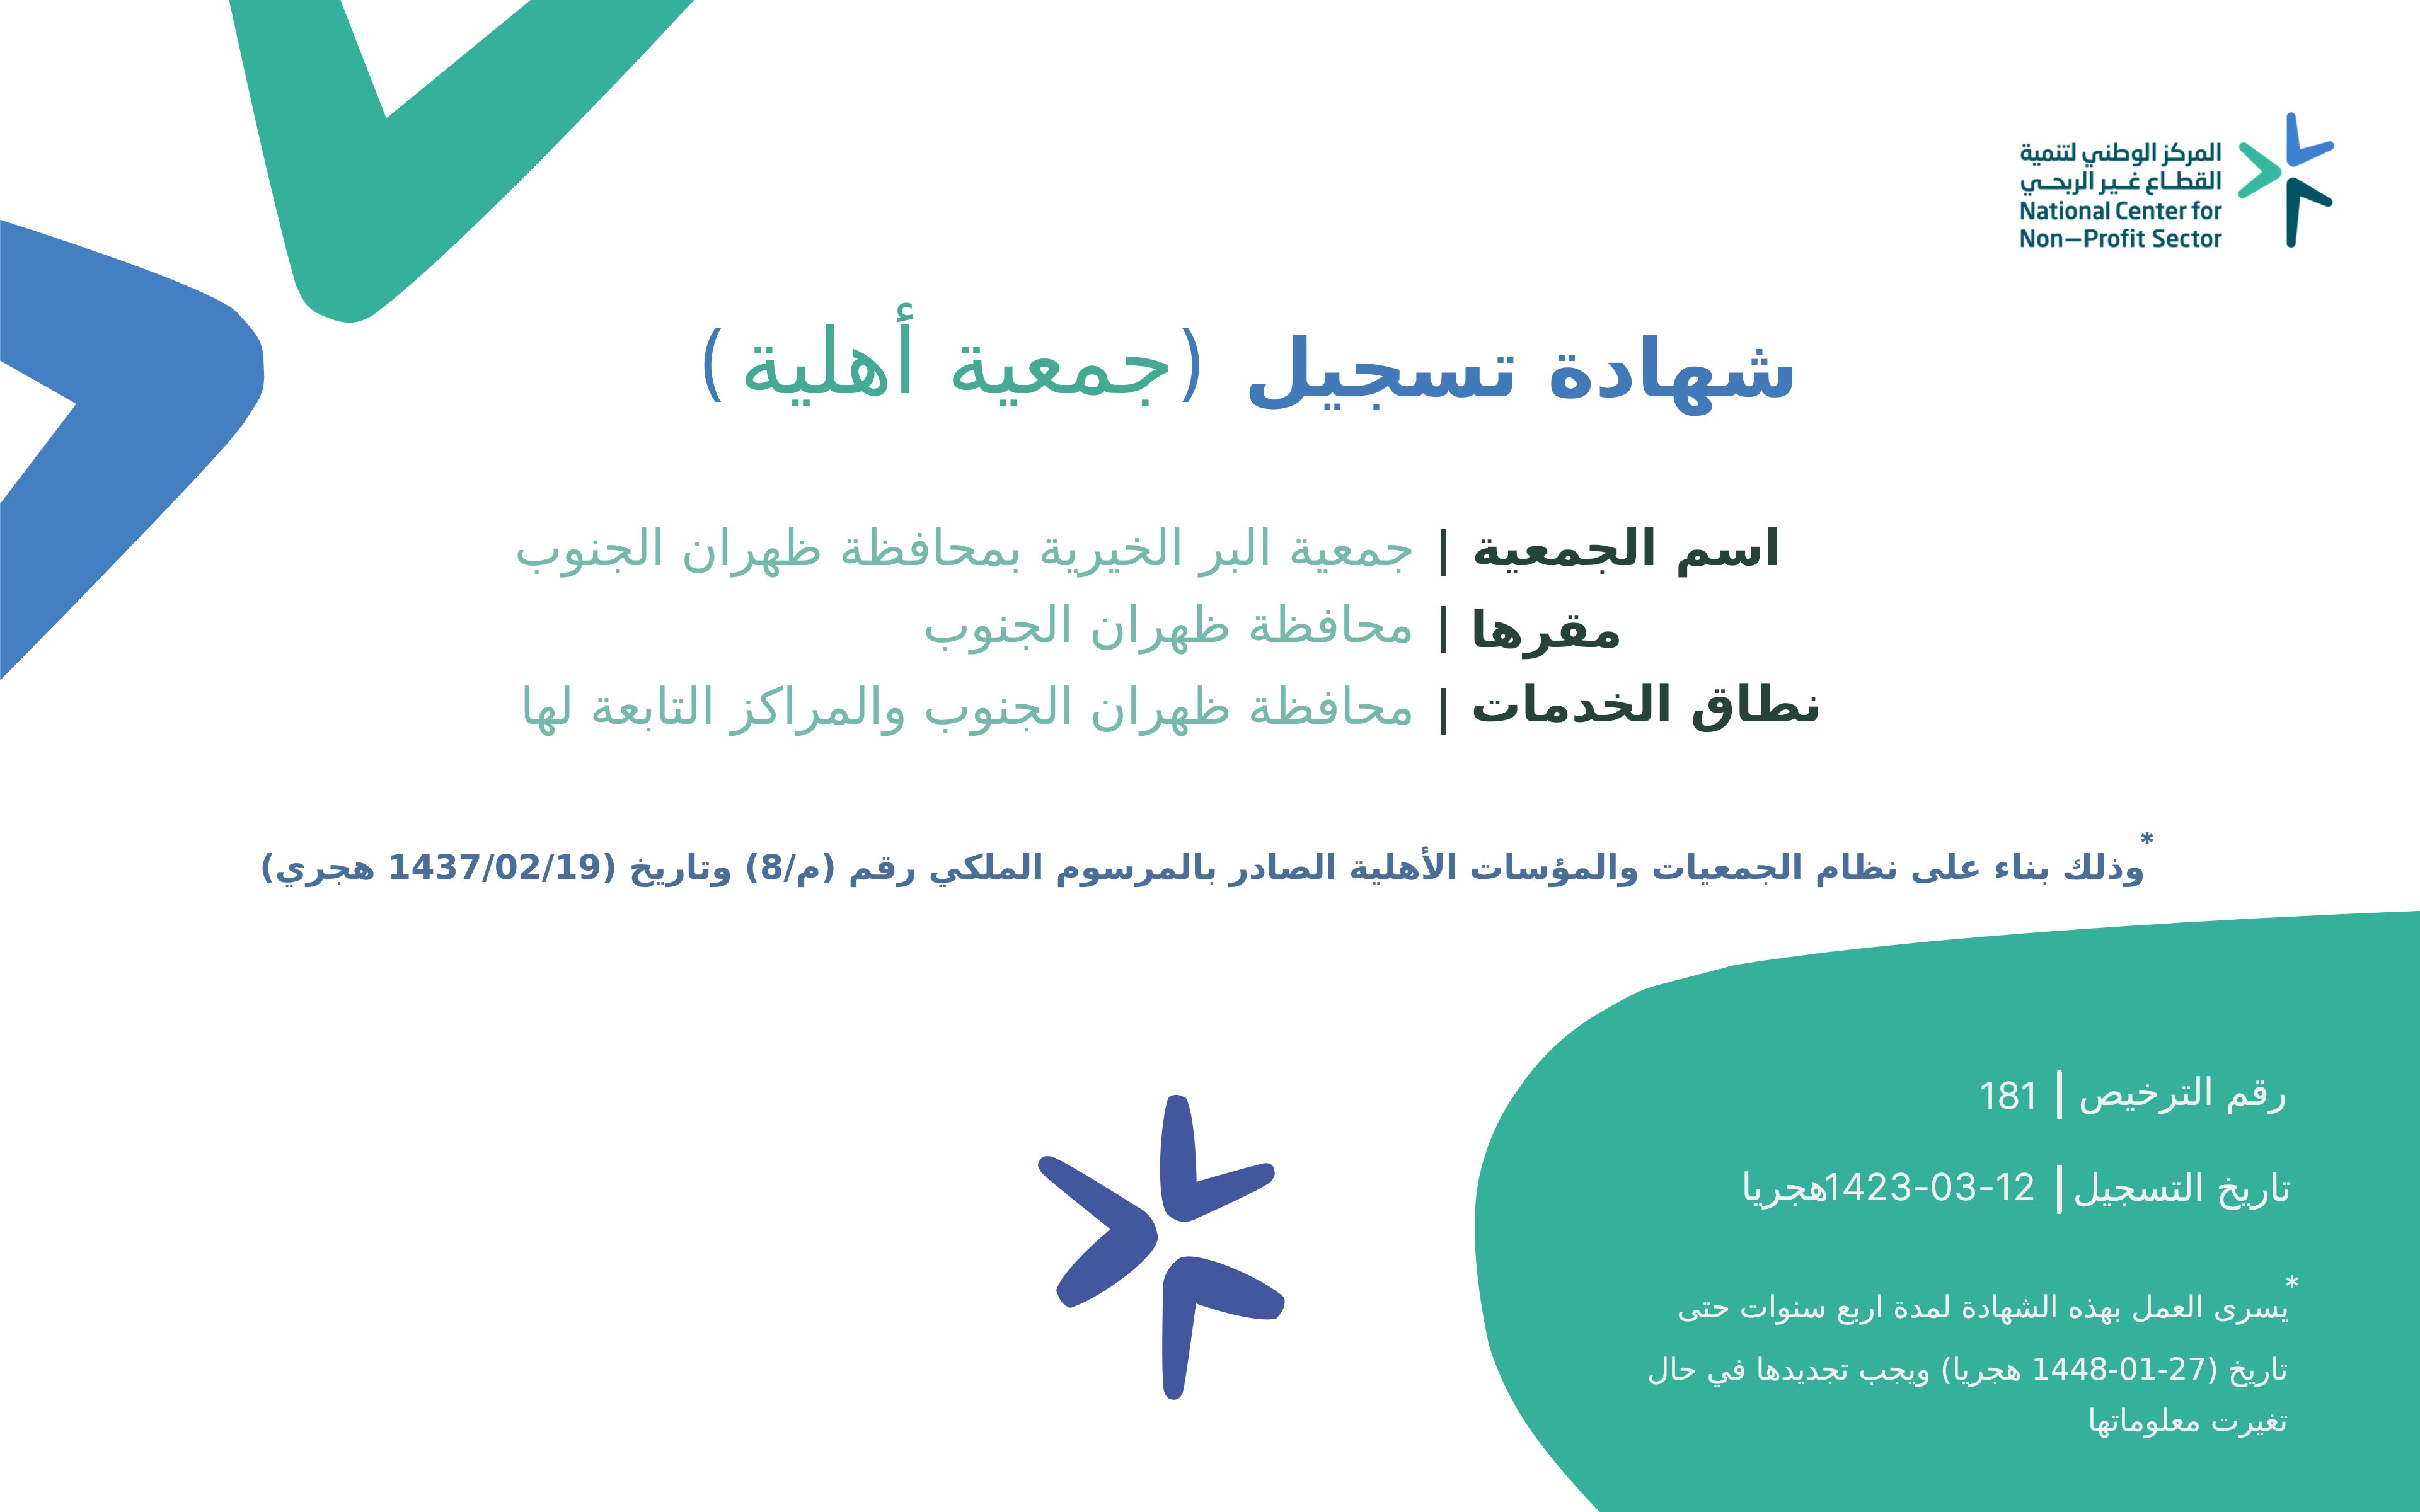 المركز الوطني لتنمية
القطاع غير الربحي
National Center for
Non–Profit Sector
شهادة تسجيل (جمعية أهلية)
اسم الجمعية | جمعية البر الخيرية بمحافظة ظهران الجنوب
مقرها | محافظة ظهران الجنوب
نطاق الخدمات | محافظة ظهران الجنوب والمراكز التابعة لها
*وذلك بناء على نظام الجمعيات والمؤسات الأهلية الصادر بالمرسوم الملكي رقم (م/8) وتاريخ (1437/02/19 هجري)
رقم الترخيص | 181
تاريخ التسجيل | 1423-03-12هجريا
*يسرى العمل بهذه الشهادة لمدة اربع سنوات حتى
تاريخ (1448-01-27 هجريا) ويجب تجديدها في حال
تغيرت معلوماتها